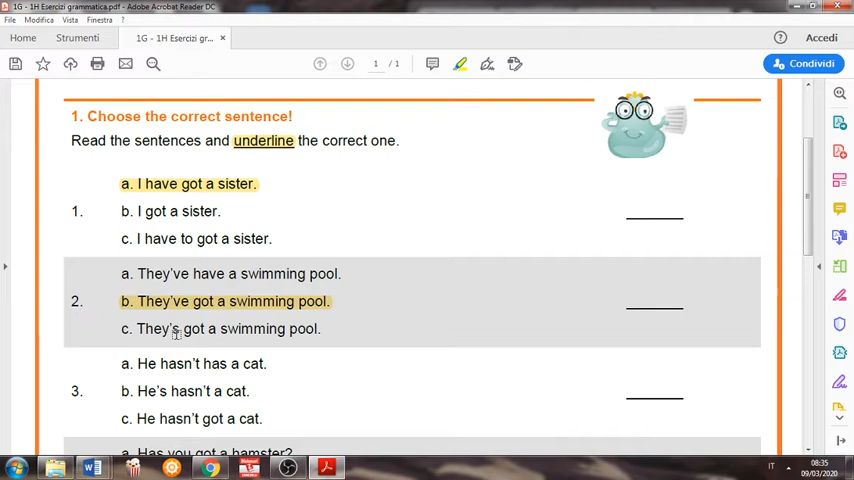 1G - 1H Esercizi grammatica.pdf - Adobe Acrobat Reader DC
File Modifica Vista Finestra ?
Home Strumenti 1G - 1H Esercizi gr... × ? Accedi
1 / 1 Condividi
1. Choose the correct sentence!
Read the sentences and underline the correct one.
a. I have got a sister.
1. b. I got a sister.
c. I have to got a sister.
a. They've have a swimming pool.
2. b. They've got a swimming pool.
c. They's got a swimming pool.
a. He hasn't has a cat.
3. b. He's hasn't a cat.
c. He hasn't got a cat.
a. Has you got a hamster?
IT 08:35
09/03/2020